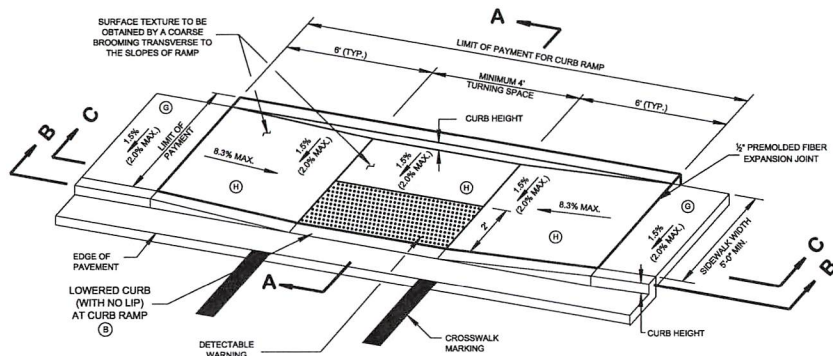 SURFACE TEXTURE TO BE
OBTAINED BY A COARSE
BROOMING TRANSVERSE TO
THE SLOPES OF RAMP
A
LIMIT OF PAYMENT FOR CURB RAMP
6' (TYP.)
MINIMUM 4'
TURNING SPACE
6' (TYP.)
CURB HEIGHT
½" PREMOLDED FIBER
EXPANSION JOINT
B
C
G
1.5%
(2.0% MAX.)
LIMIT OF
PAYMENT
8.3% MAX.
1.5%
(2.0% MAX.)
H
1.5%
(2.0% MAX.)
H
1.5%
(2.0% MAX.)
2'
8.3% MAX.
H
G
1.5%
(2.0% MAX.)
SIDEWALK WIDTH
5'-0" MIN.
C
B
EDGE OF
PAVEMENT
LOWERED CURB
(WITH NO LIP)
AT CURB RAMP
B
A
DETECTABLE
WARNING
CROSSWALK
MARKING
CURB HEIGHT